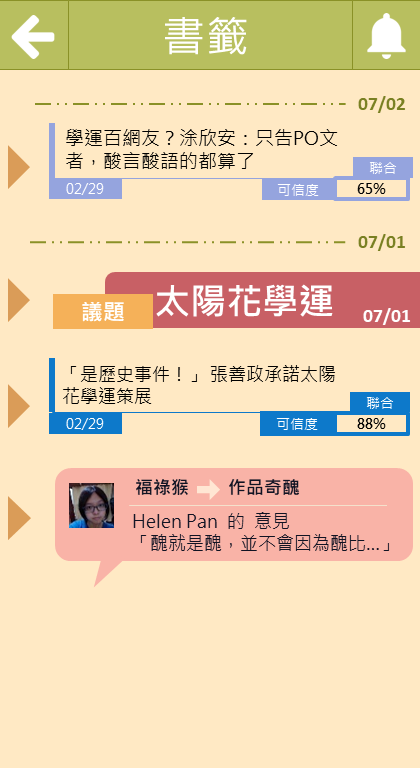 書籤
07/02
學運百網友？涂欣安：只告PO文
者，酸言酸語的都算了
聯合
02/29
可信度
65%
07/01
議題
太陽花學運
07/01
「是歷史事件！」 張善政承諾太陽
花學運策展
聯合
02/29
可信度
88%
福祿猴
作品奇醜
Helen Pan 的 意見
「醜就是醜，並不會因為醜比...」